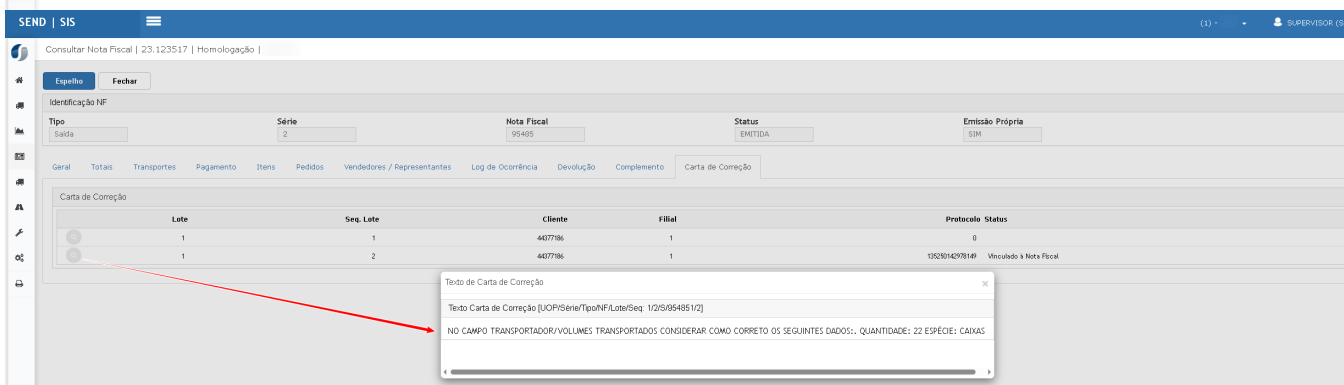 SEND | SIS
(1) -
SUPERVISOR (S
Consultar Nota Fiscal | 23.123517 | Homologação |
Espelho Fechar
Identificação NF
Tipo Série Nota Fiscal Status Emissão Própria
Saída 2 95485 EMITIDA SIM
Geral Totais Transportes Pagamento Itens Pedidos Vendedores / Representantes Log de Ocorrência Devolução Complemento Carta de Correção
Carta de Correção
Lote Seq. Lote Cliente Filial Protocolo Status
1 1 44377186 1 0
1 2 44377186 1 135250142978149 Vinculado à Nota Fiscal
Texto de Carta de Correção ×
Texto Carta de Correção [UOP/Série/Tipo/NF/Lote/Seq: 1/2/S/954851/2]
NO CAMPO TRANSPORTADOR/VOLUMES TRANSPORTADOS CONSIDERAR COMO CORRETO OS SEGUINTES DADOS:. QUANTIDADE: 22 ESPÉCIE: CAIXAS